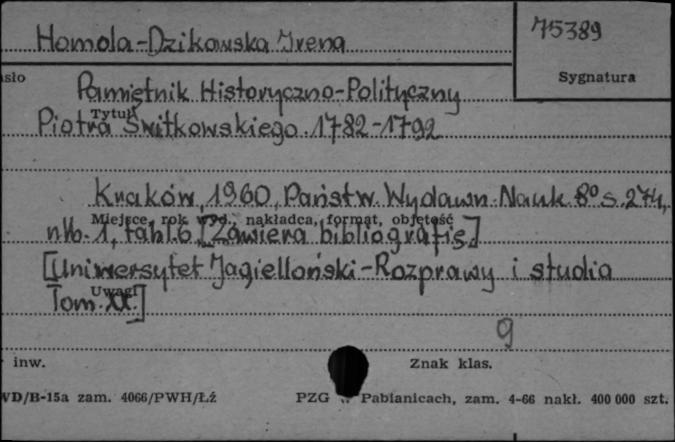 Homola-Dzikowska Irena
75389
asło
Sygnatura
Pamiętnik Historyczno-Polityczny
Tytuł
Piotra Świtkowskiego. 1782-1792
Kraków, 1960, Państw. Wydawn. Nauk. 8° s. 274,
Miejsce, rok wyd., nakładca, format, objętość
nlb. 1, tabl. 6 [Zawiera bibliografię.]
[Uniwersytet Jagielloński - Rozprawy i studia
Uwagi
Tom XX.]
9
inw.
Znak klas.
WD/B-15a zam. 4066/PWH/Łź
PZG w Pabianicach, zam. 4-66 nakł. 400 000 szt.